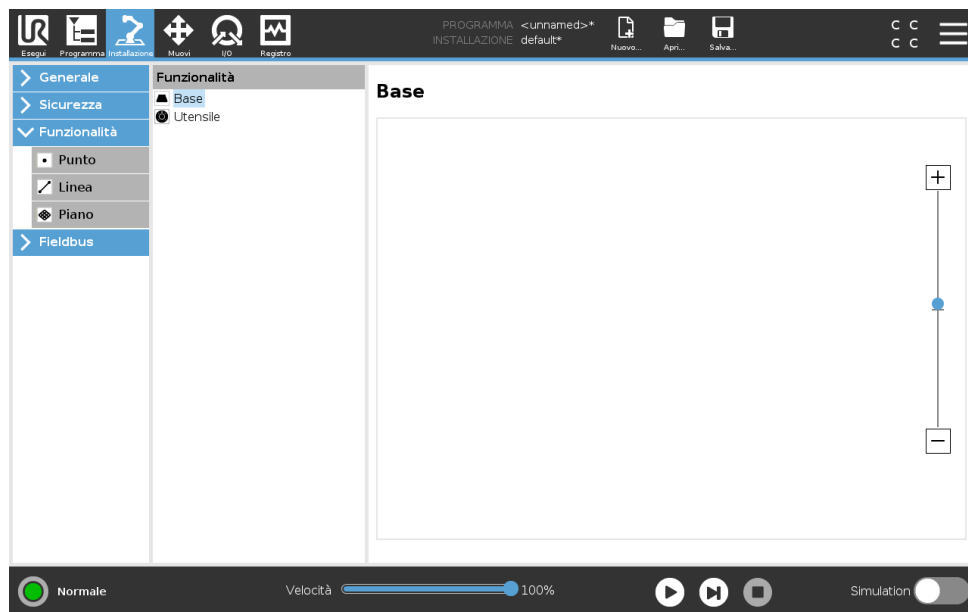 UR
Esegui
Programma
Installazione
Muovi
I/O
Registro
PROGRAMMA <unnamed>*
INSTALLAZIONE default*
Nuovo...
Apri...
Salva...
C C
C C
Generale
Sicurezza
Funzionalità
Punto
Linea
Piano
Fieldbus
Funzionalità
Base
Utensile
Base
Normale
Velocità
100%
Simulation